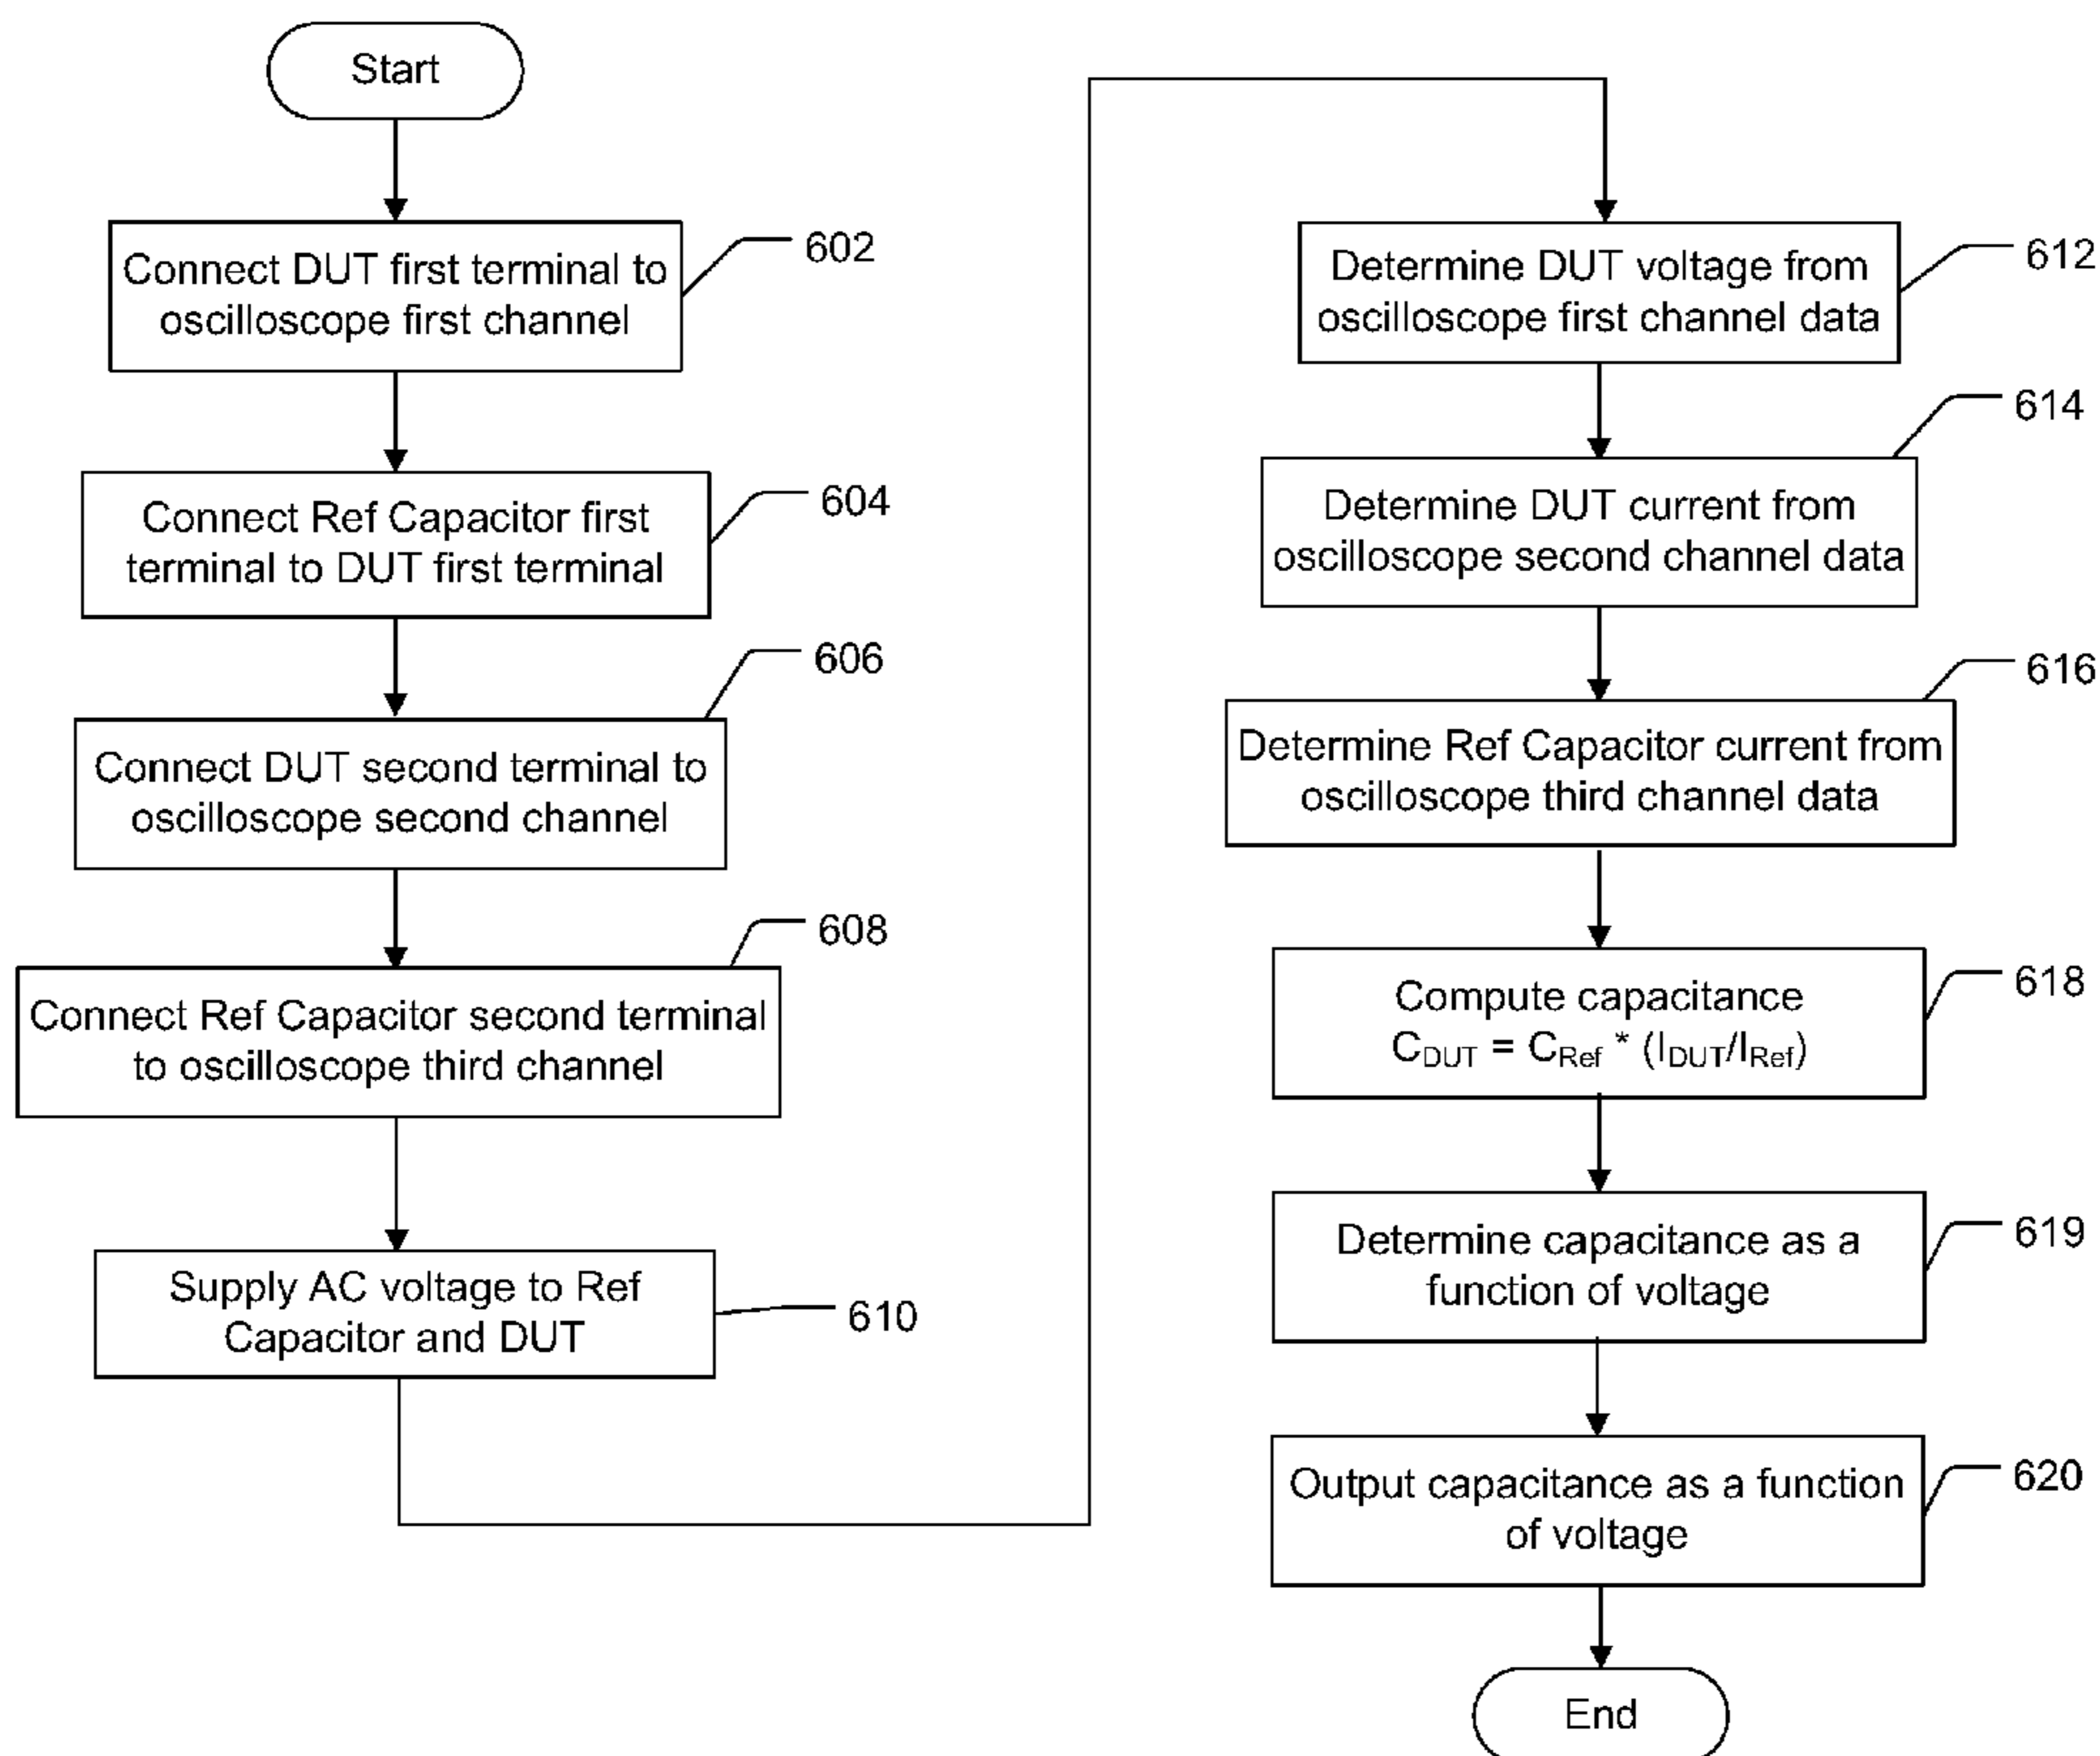 Start
Connect DUT first terminal to
oscilloscope first channel
602
Connect Ref Capacitor first
terminal to DUT first terminal
604
Connect DUT second terminal to
oscilloscope second channel
606
Connect Ref Capacitor second terminal
to oscilloscope third channel
608
Supply AC voltage to Ref
Capacitor and DUT
610
Determine DUT voltage from
oscilloscope first channel data
612
Determine DUT current from
oscilloscope second channel data
614
Determine Ref Capacitor current from
oscilloscope third channel data
616
Compute capacitance
C_DUT = C_Ref * (I_DUT/I_Ref)
618
Determine capacitance as a
function of voltage
619
Output capacitance as a function
of voltage
620
End